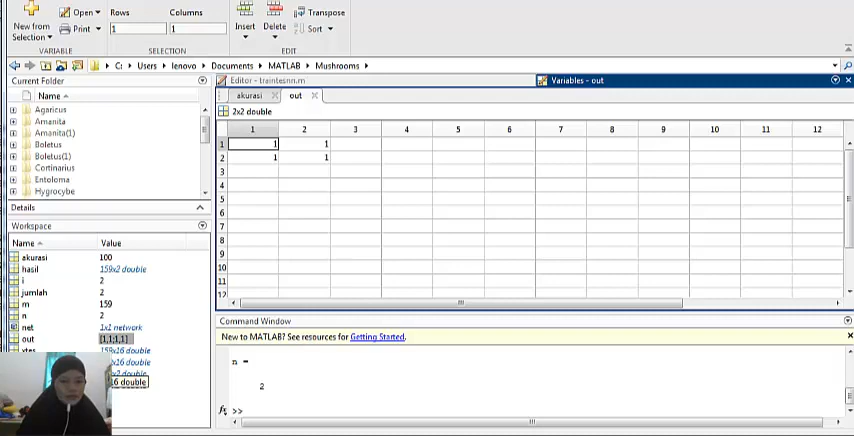 Open Rows Columns Transpose
New from Selection Print 1 1 Insert Delete Sort
VARIABLE SELECTION EDIT
C: Users lenovo Documents MATLAB Mushrooms
Current Folder Editor - traintesnn.m Variables - out
Name akurasi out
Agaricus 2x2 double
Amanita 1 2 3 4 5 6 7 8 9 10 11 12
Amanita(1) 1 1 1
Boletus 2 1 1
Boletus(1) 3
Cortinarius 4
Entoloma 5
Hygrocybe 6
Details 7
Workspace 8
Name Value 9
akurasi 100 10
hasil 159x2 double 11
i 2 12
jumlah 2
m 159
n 2 Command Window
net 1x1 network New to MATLAB? See resources for Getting Started.
out [1,1;1,1]
159x16 double n =
x16 double
x2 double
16 double 2
fx >>